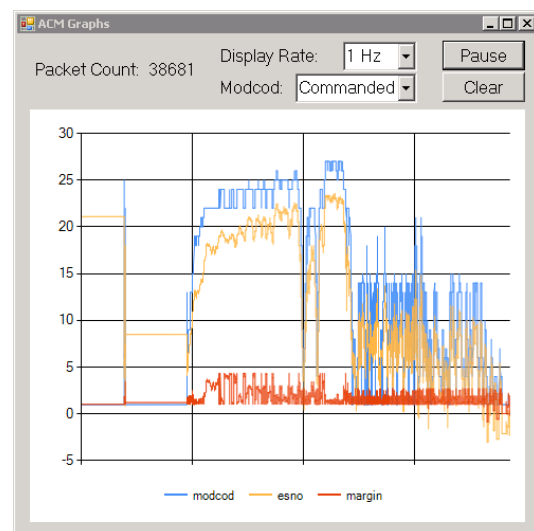 ACM Graphs
Packet Count: 38681
Display Rate: 1 Hz
Pause
Modcod: Commanded
Clear
30
25
20
15
10
5
0
-5
modcod esno margin